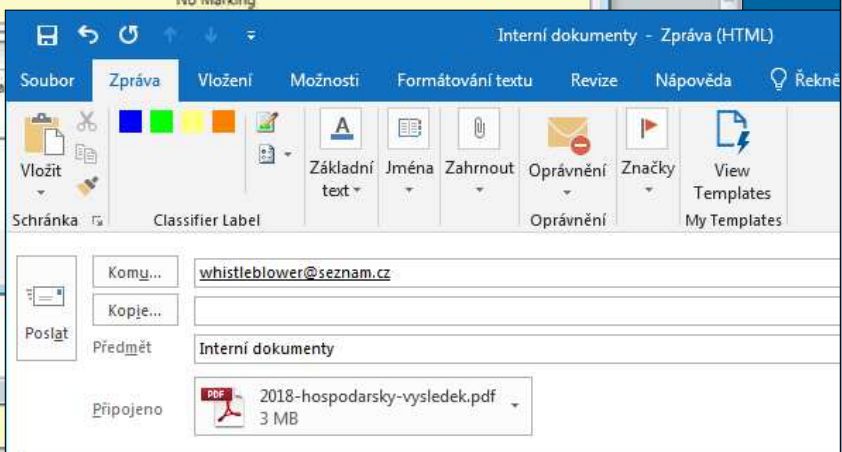 No Marking
Interní dokumenty - Zpráva (HTML)
Soubor Zpráva Vložení Možnosti Formátování textu Revize Nápověda Řekně
Vložit Základní text Jména Zahrnout Oprávnění Značky View Templates
Schránka Classifier Label Oprávnění My Templates
Komu... whistleblower@seznam.cz
Kopie...
Poslat
Předmět Interní dokumenty
Připojeno PDF 2018-hospodarsky-vysledek.pdf
3 MB